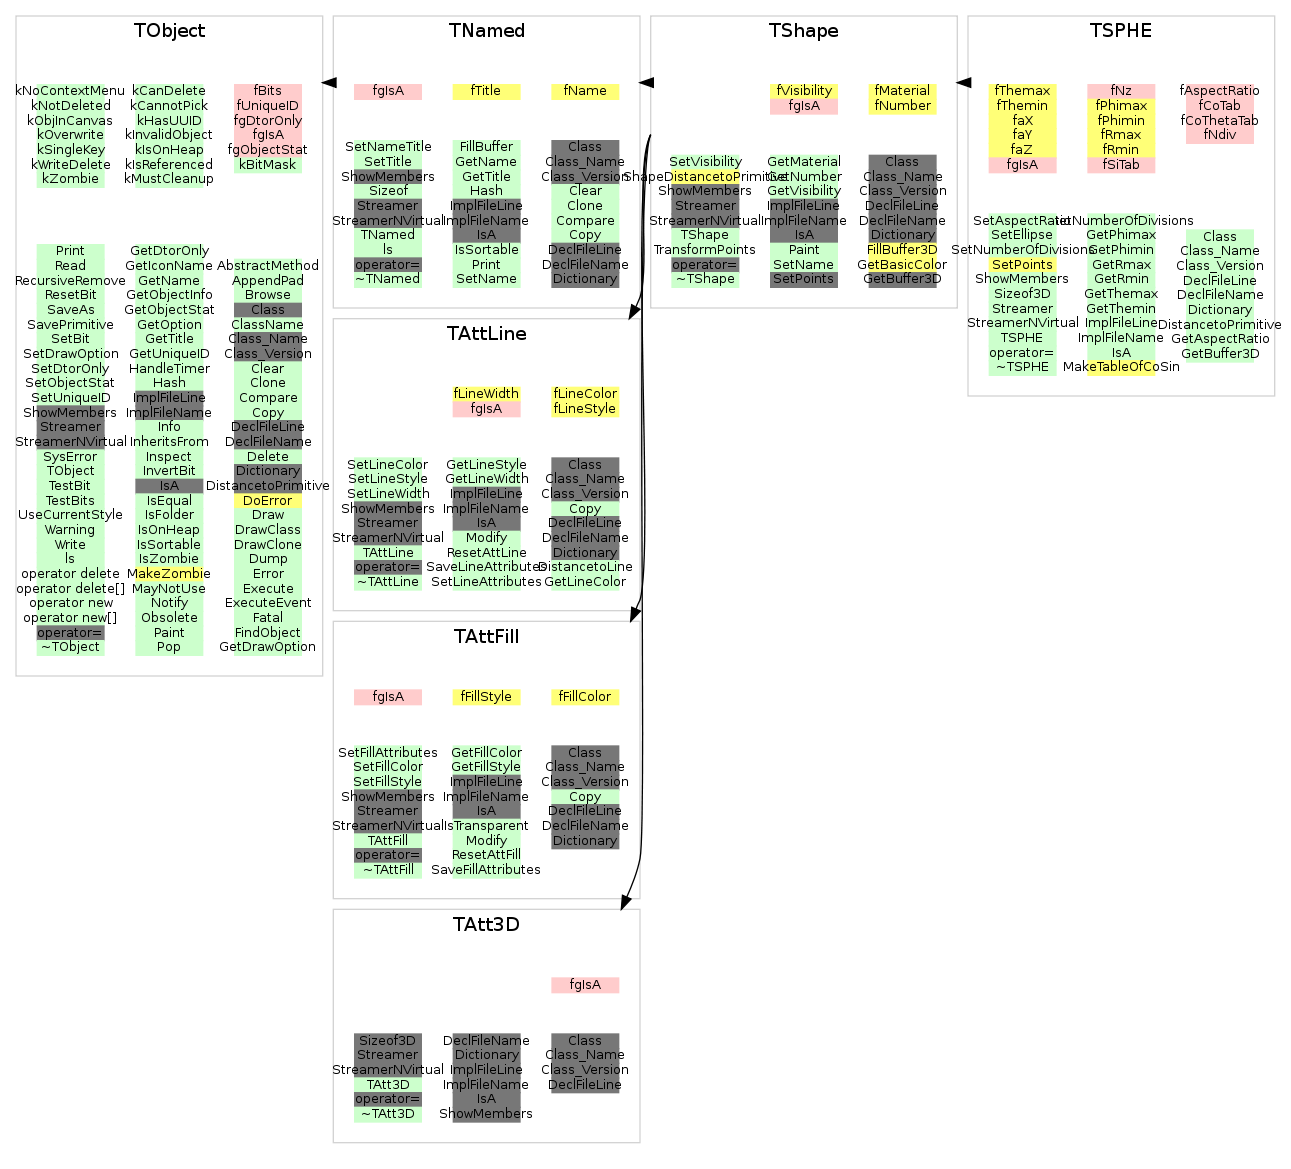 TObject
kNoContextMenu
kNotDeleted
kObjInCanvas
kOverwrite
kSingleKey
kWriteDelete
kZombie
kCanDelete
kCannotPick
kHasUUID
kInvalidObject
kIsOnHeap
kIsReferenced
kMustCleanup
fBits
fUniqueID
fgDtorOnly
fgIsA
fgObjectStat
kBitMask
Print
Read
RecursiveRemove
ResetBit
SaveAs
SavePrimitive
SetBit
SetDrawOption
SetDtorOnly
SetObjectStat
SetUniqueID
ShowMembers
Streamer
StreamerNVirtual
SysError
TObject
TestBit
TestBits
UseCurrentStyle
Warning
Write
ls
operator delete
operator delete[]
operator new
operator new[]
operator=
~TObject
GetDtorOnly
GetIconName
GetName
GetObjectInfo
GetObjectStat
GetOption
GetTitle
GetUniqueID
HandleTimer
Hash
ImplFileLine
ImplFileName
Info
InheritsFrom
Inspect
InvertBit
IsA
IsEqual
IsFolder
IsOnHeap
IsSortable
IsZombie
MakeZombie
MayNotUse
Notify
Obsolete
Paint
Pop
AbstractMethod
AppendPad
Browse
Class
ClassName
Class_Name
Class_Version
Clear
Clone
Compare
Copy
DeclFileLine
DeclFileName
Delete
Dictionary
DistancetoPrimitive
DoError
Draw
DrawClass
DrawClone
Dump
Error
Execute
ExecuteEvent
Fatal
FindObject
GetDrawOption
TNamed
fgIsA
fTitle
fName
SetNameTitle
SetTitle
ShowMembers
Sizeof
Streamer
StreamerNVirtual
TNamed
ls
operator=
~TNamed
FillBuffer
GetName
GetTitle
Hash
ImplFileLine
ImplFileName
IsA
IsSortable
Print
SetName
Class
Class_Name
Class_Version
Clear
Clone
Compare
Copy
DeclFileLine
DeclFileName
Dictionary
TAttLine
fLineWidth
fgIsA
fLineColor
fLineStyle
SetLineColor
SetLineStyle
SetLineWidth
ShowMembers
Streamer
StreamerNVirtual
TAttLine
operator=
~TAttLine
GetLineStyle
GetLineWidth
ImplFileLine
ImplFileName
IsA
Modify
ResetAttLine
SaveLineAttributes
SetLineAttributes
Class
Class_Name
Class_Version
Copy
DeclFileLine
DeclFileName
Dictionary
DistancetoLine
GetLineColor
TAttFill
fgIsA
fFillStyle
fFillColor
SetFillAttributes
SetFillColor
SetFillStyle
ShowMembers
Streamer
StreamerNVirtual
TAttFill
operator=
~TAttFill
GetFillColor
GetFillStyle
ImplFileLine
ImplFileName
IsA
IsTransparent
Modify
ResetAttFill
SaveFillAttributes
Class
Class_Name
Class_Version
Copy
DeclFileLine
DeclFileName
Dictionary
TAtt3D
fgIsA
Sizeof3D
Streamer
StreamerNVirtual
TAtt3D
operator=
~TAtt3D
DeclFileName
Dictionary
ImplFileLine
ImplFileName
IsA
ShowMembers
Class
Class_Name
Class_Version
DeclFileLine
TShape
fVisibility
fgIsA
fMaterial
fNumber
SetVisibility
ShapeDistancetoPrimitive
ShowMembers
Streamer
StreamerNVirtual
TShape
TransformPoints
operator=
~TShape
GetMaterial
GetNumber
GetVisibility
ImplFileLine
ImplFileName
IsA
Paint
SetName
SetPoints
Class
Class_Name
Class_Version
DeclFileLine
DeclFileName
Dictionary
FillBuffer3D
GetBasicColor
GetBuffer3D
TSPHE
fThemax
fThemin
faX
faY
faZ
fgIsA
fNz
fPhimax
fPhimin
fRmax
fRmin
fSiTab
fAspectRatio
fCoTab
fCoThetaTab
fNdiv
SetAspectRatio
SetEllipse
SetNumberOfDivisions
SetPoints
ShowMembers
Sizeof3D
Streamer
StreamerNVirtual
TSPHE
operator=
~TSPHE
GetNumberOfDivisions
GetPhimax
GetPhimin
GetRmax
GetRmin
GetThemax
GetThemin
ImplFileLine
ImplFileName
IsA
MakeTableOfCoSin
Class
Class_Name
Class_Version
DeclFileLine
DeclFileName
Dictionary
DistancetoPrimitive
GetAspectRatio
GetBuffer3D